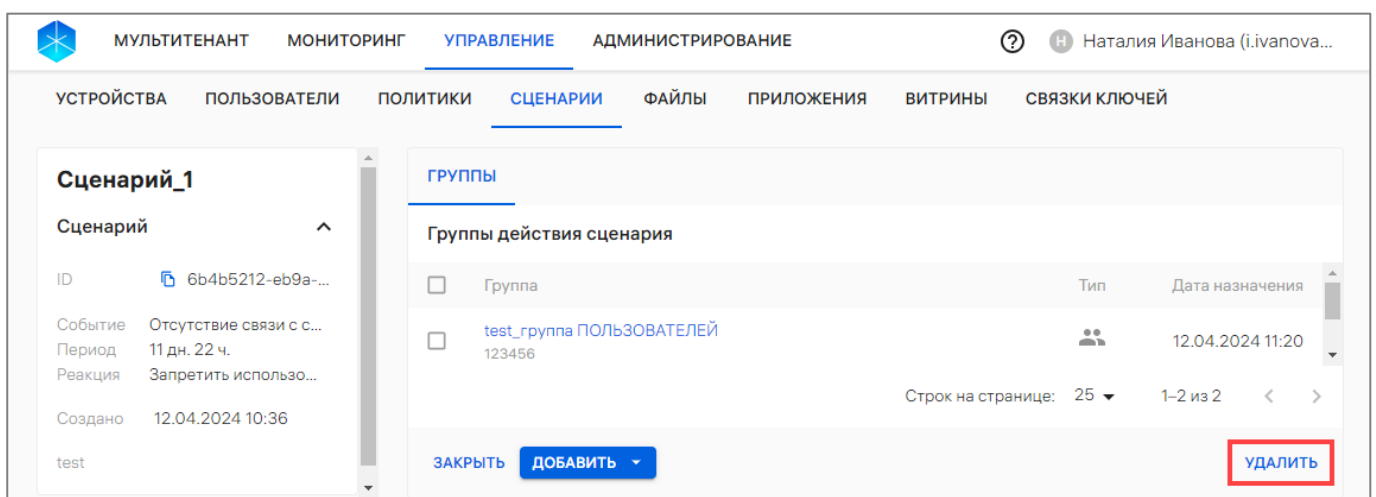 МУЛЬТИТЕНАНТ МОНИТОРИНГ УПРАВЛЕНИЕ АДМИНИСТРИРОВАНИЕ ? Н Наталия Иванова (i.ivanova...
УСТРОЙСТВА ПОЛЬЗОВАТЕЛИ ПОЛИТИКИ СЦЕНАРИИ ФАЙЛЫ ПРИЛОЖЕНИЯ ВИТРИНЫ СВЯЗКИ КЛЮЧЕЙ
Сценарий_1
Сценарий
ID 6b4b5212-eb9a-...
Событие Отсутствие связи с с...
Период 11 дн. 22 ч.
Реакция Запретить использо...
Создано 12.04.2024 10:36
test
ГРУППЫ
Группы действия сценария
Группа Тип Дата назначения
test_группа ПОЛЬЗОВАТЕЛЕЙ 12.04.2024 11:20
123456
Строк на странице: 25 1–2 из 2
ЗАКРЫТЬ ДОБАВИТЬ УДАЛИТЬ